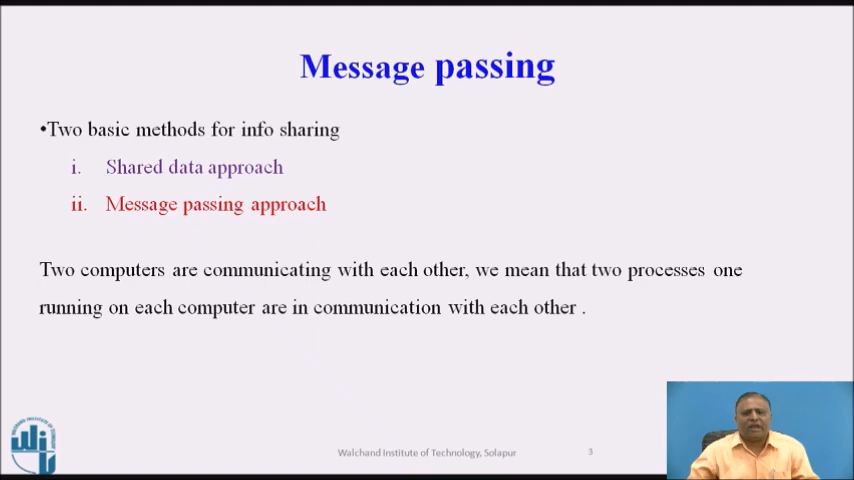 Message passing
•Two basic methods for info sharing
i. Shared data approach
ii. Message passing approach
Two computers are communicating with each other, we mean that two processes one
running on each computer are in communication with each other .
Walchand Institute of Technology, Solapur 3